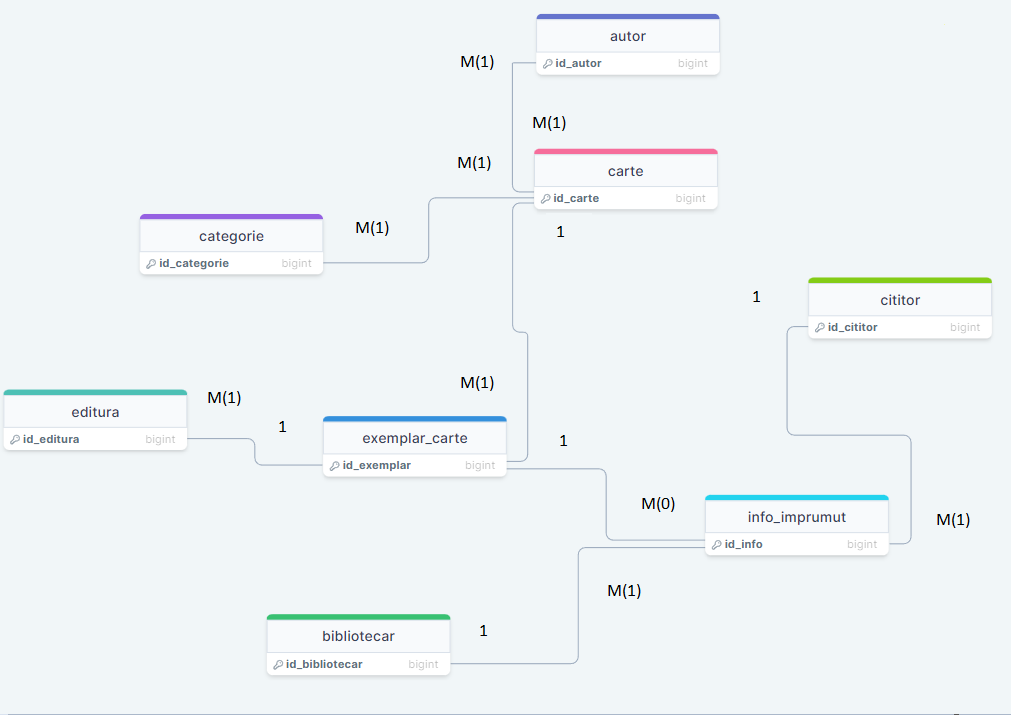 autor
M(1)
id_autor bigint
M(1)
M(1)
carte
id_carte bigint
M(1)
1
categorie
id_categorie bigint
1
cititor
id_cititor bigint
M(1)
M(1)
editura
id_editura bigint
1
1
exemplar_carte
id_exemplar bigint
M(0)
info_imprumut
id_info bigint
M(1)
M(1)
1
bibliotecar
id_bibliotecar bigint